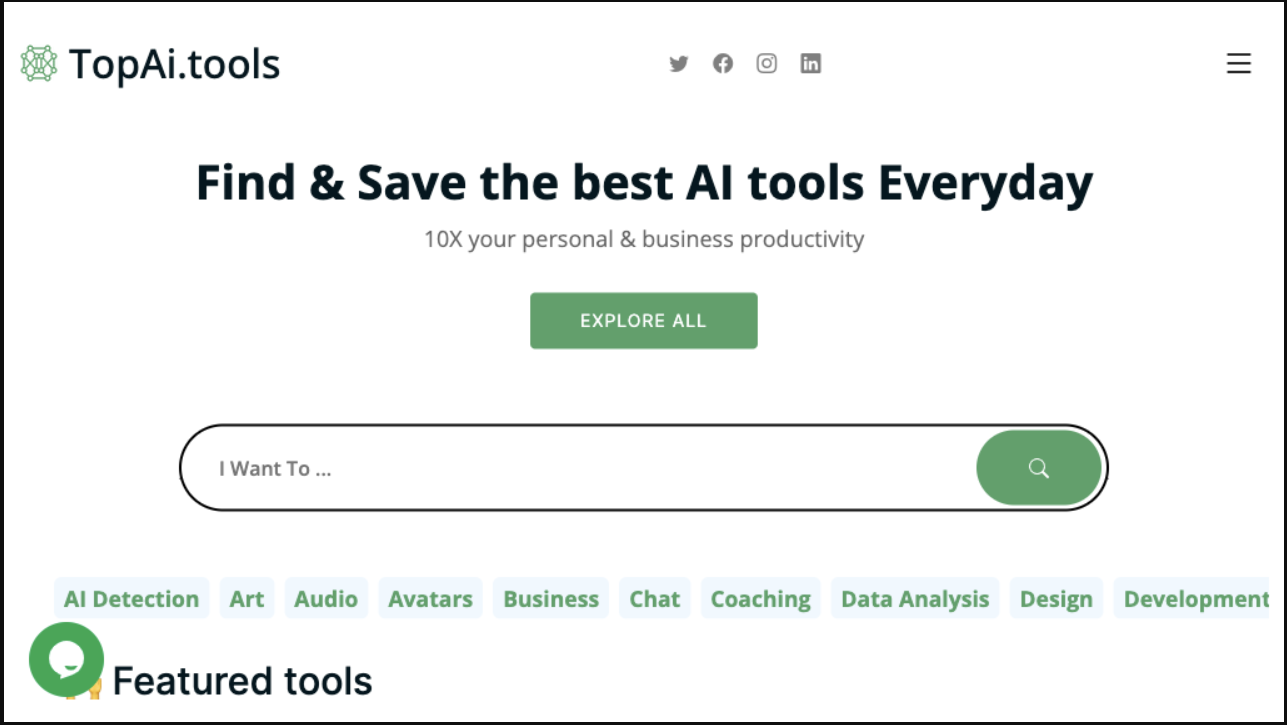 TopAi.tools
Find & Save the best AI tools Everyday
10X your personal & business productivity
EXPLORE ALL
I Want To ...
AI Detection Art Audio Avatars Business Chat Coaching Data Analysis Design Development
Featured tools